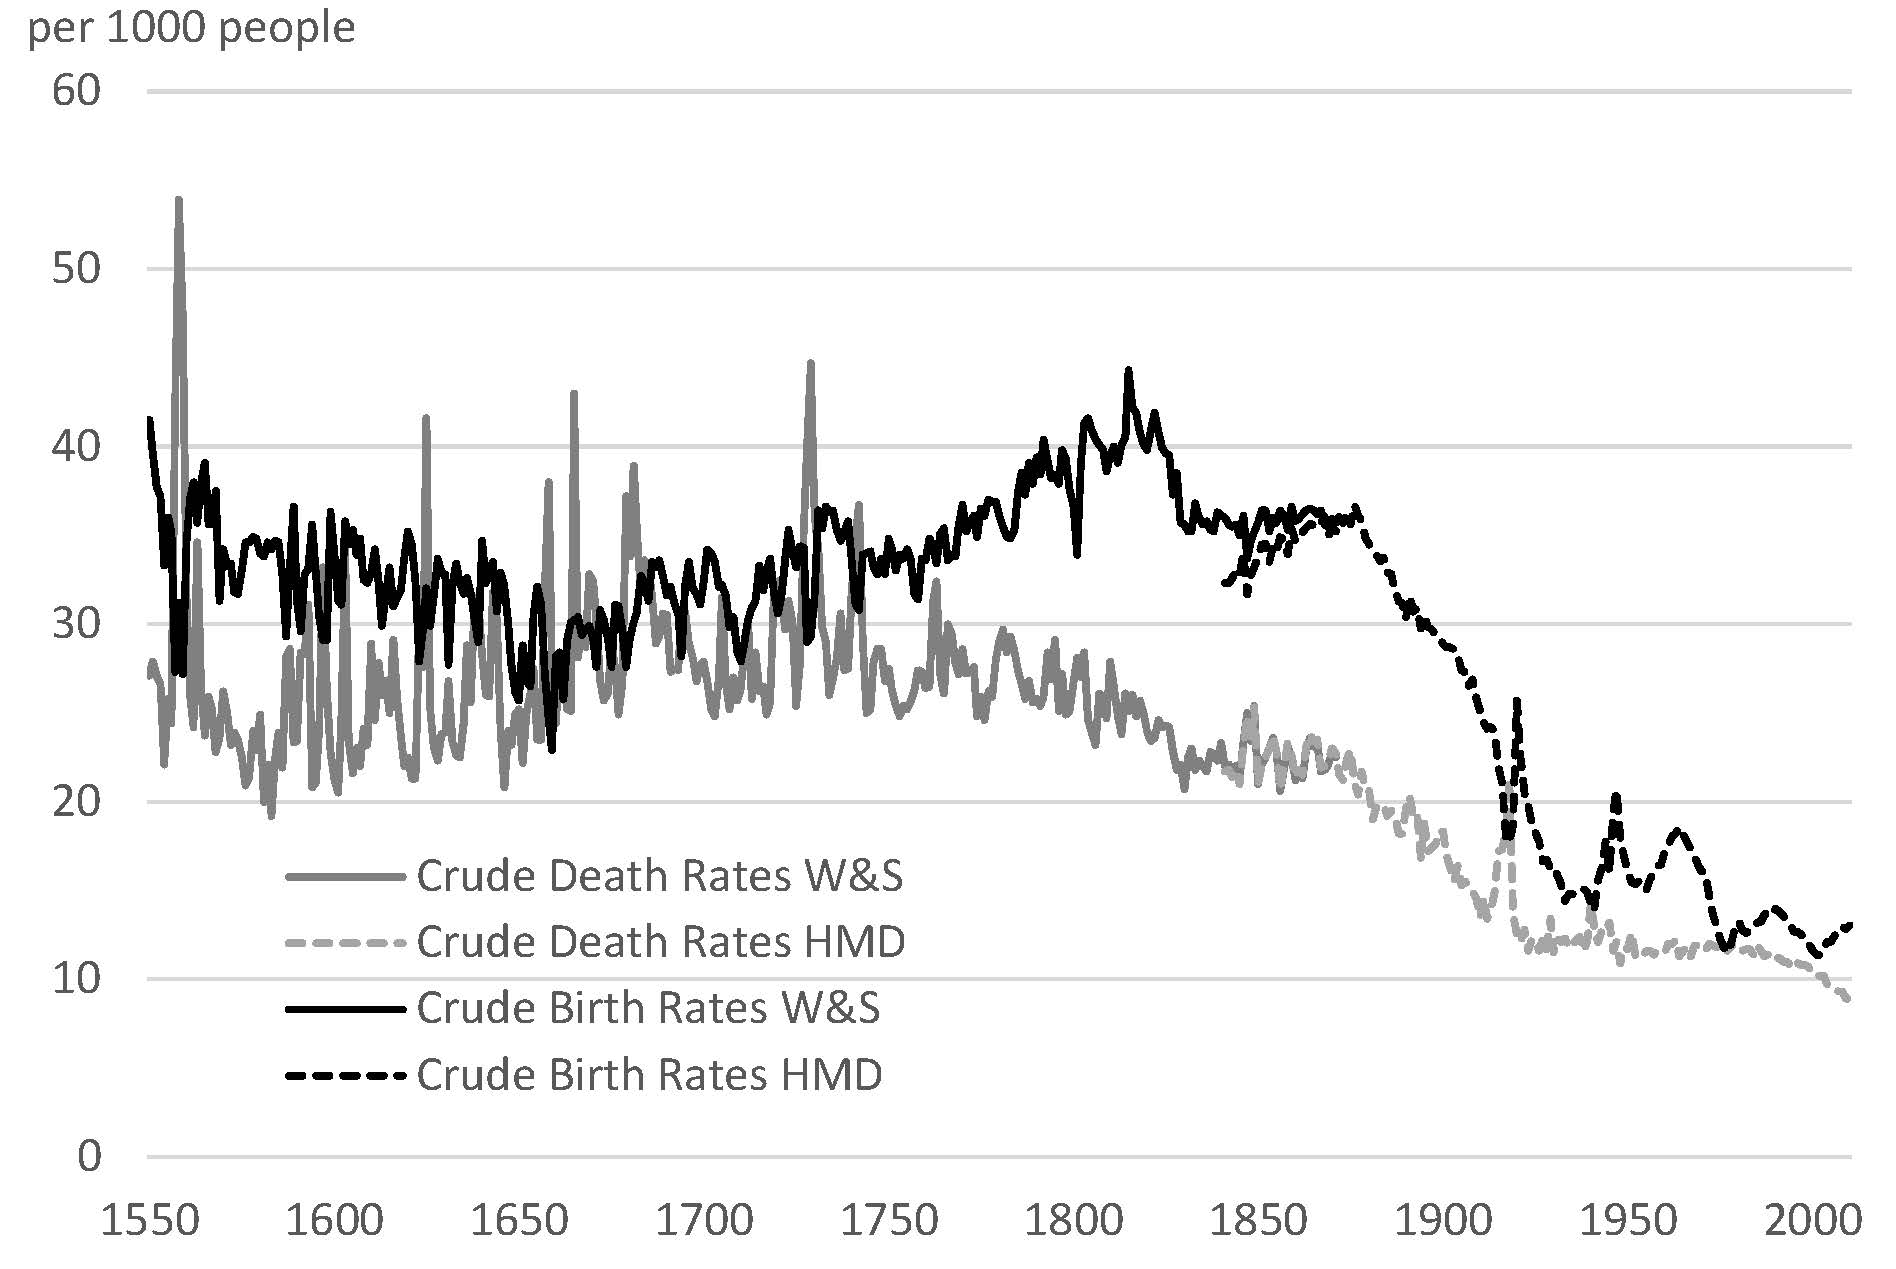 per 1000 people
60
50
40
30
20
10
0
Crude Death Rates W&S
Crude Death Rates HMD
Crude Birth Rates W&S
Crude Birth Rates HMD
1550 1600 1650 1700 1750 1800 1850 1900 1950 2000